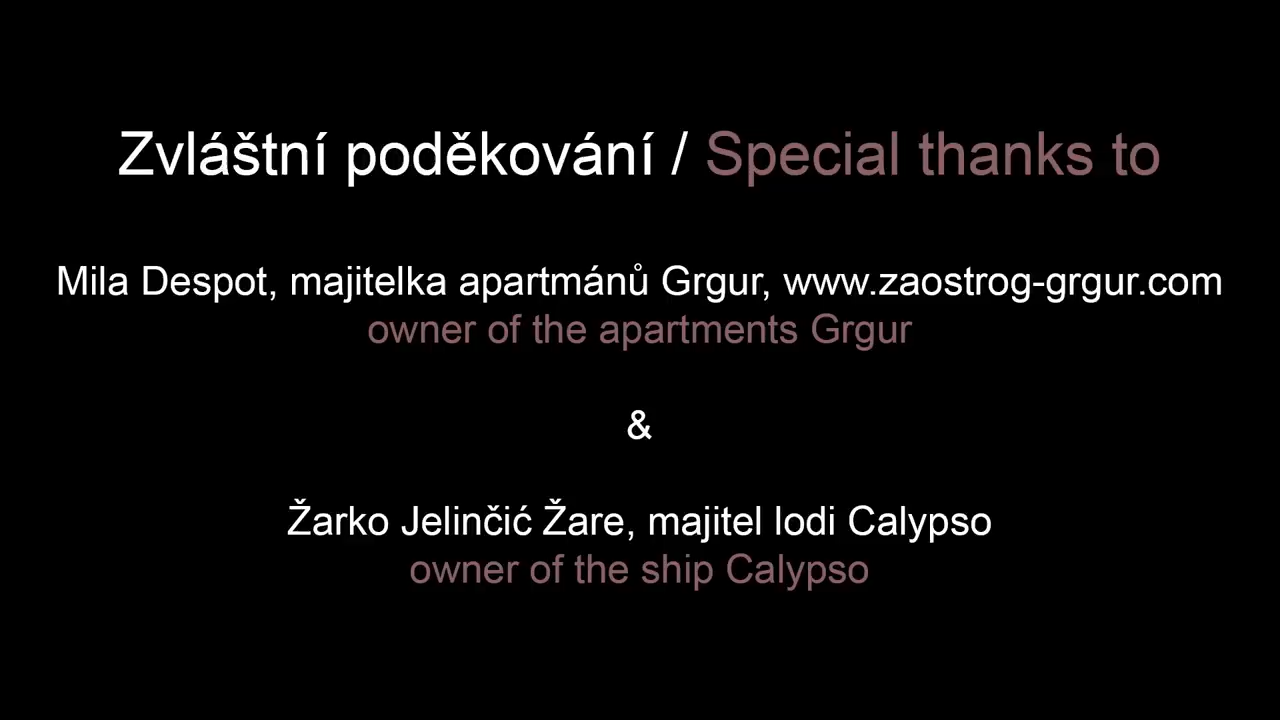 Zvláštní poděkování / Special thanks to
Mila Despot, majitelka apartmánů Grgur, www.zaostrog-grgur.com
owner of the apartments Grgur
&
Žarko Jelinčić Žare, majitel lodi Calypso
owner of the ship Calypso